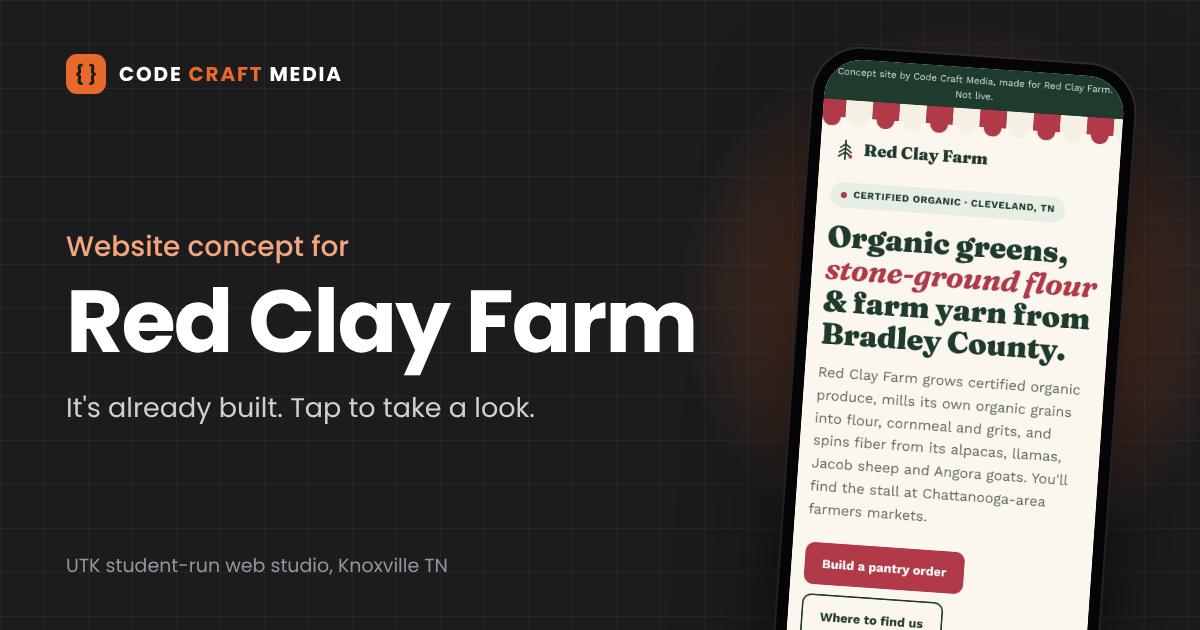 { }
CODE CRAFT MEDIA
Website concept for
Red Clay Farm
It's already built. Tap to take a look.
UTK student-run web studio, Knoxville TN
Concept site by Code Craft Media, made for Red Clay Farm.
Not live.
Red Clay Farm
CERTIFIED ORGANIC · CLEVELAND, TN
Organic greens,
stone-ground flour
& farm yarn from
Bradley County.
Red Clay Farm grows certified organic
produce, mills its own organic grains
into flour, cornmeal and grits, and
spins fiber from its alpacas, llamas,
Jacob sheep and Angora goats. You'll
find the stall at Chattanooga-area
farmers markets.
Build a pantry order
Where to find us